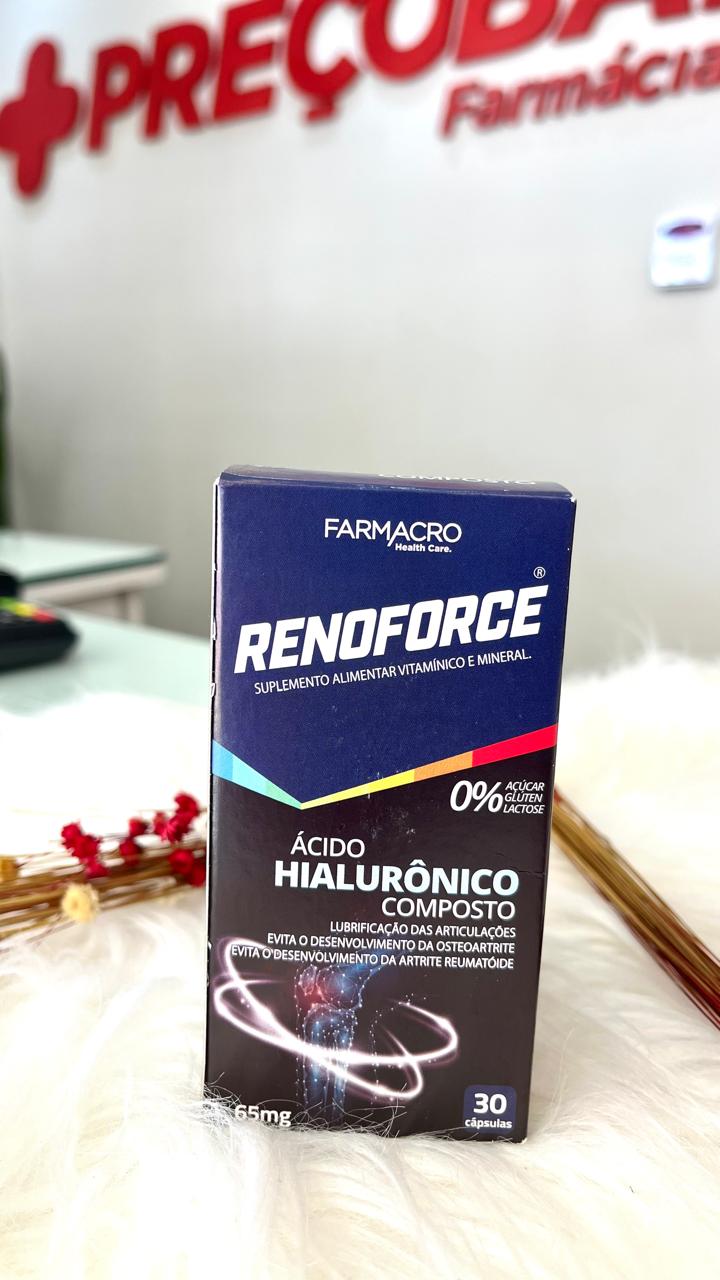 PREÇOBA
Farmácia
COMPOSTO
FARMACRO
Health Care.
RENOFORCE®
SUPLEMENTO ALIMENTAR VITAMÍNICO E MINERAL.
0% AÇÚCAR
GLÚTEN
LACTOSE
ÁCIDO
HIALURÔNICO
COMPOSTO
LUBRIFICAÇÃO DAS ARTICULAÇÕES
EVITA O DESENVOLVIMENTO DA OSTEOARTRITE
EVITA O DESENVOLVIMENTO DA ARTRITE REUMATÓIDE
65mg
30
cápsulas